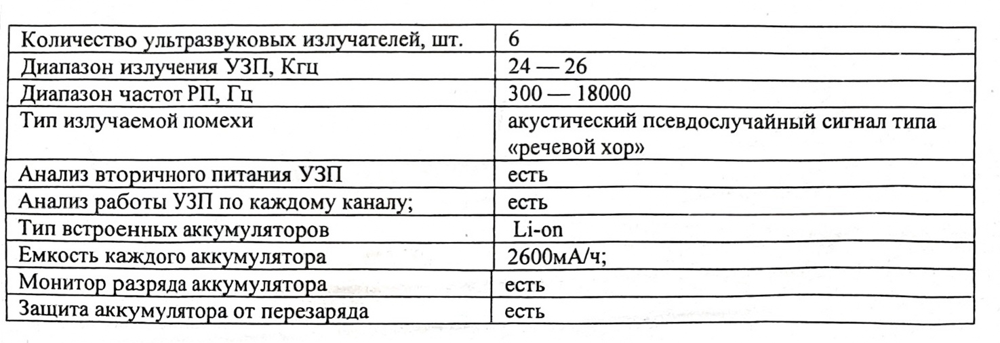 Количество ультразвуковых излучателей, шт. 6
Диапазон излучения УЗП, Кгц 24 — 26
Диапазон частот РП, Гц 300 — 18000
Тип излучаемой помехи акустический псевдослучайный сигнал типа
«речевой хор»
Анализ вторичного питания УЗП есть
Анализ работы УЗП по каждому каналу; есть
Тип встроенных аккумуляторов Li-on
Емкость каждого аккумулятора 2600мА/ч;
Монитор разряда аккумулятора есть
Защита аккумулятора от перезаряда есть